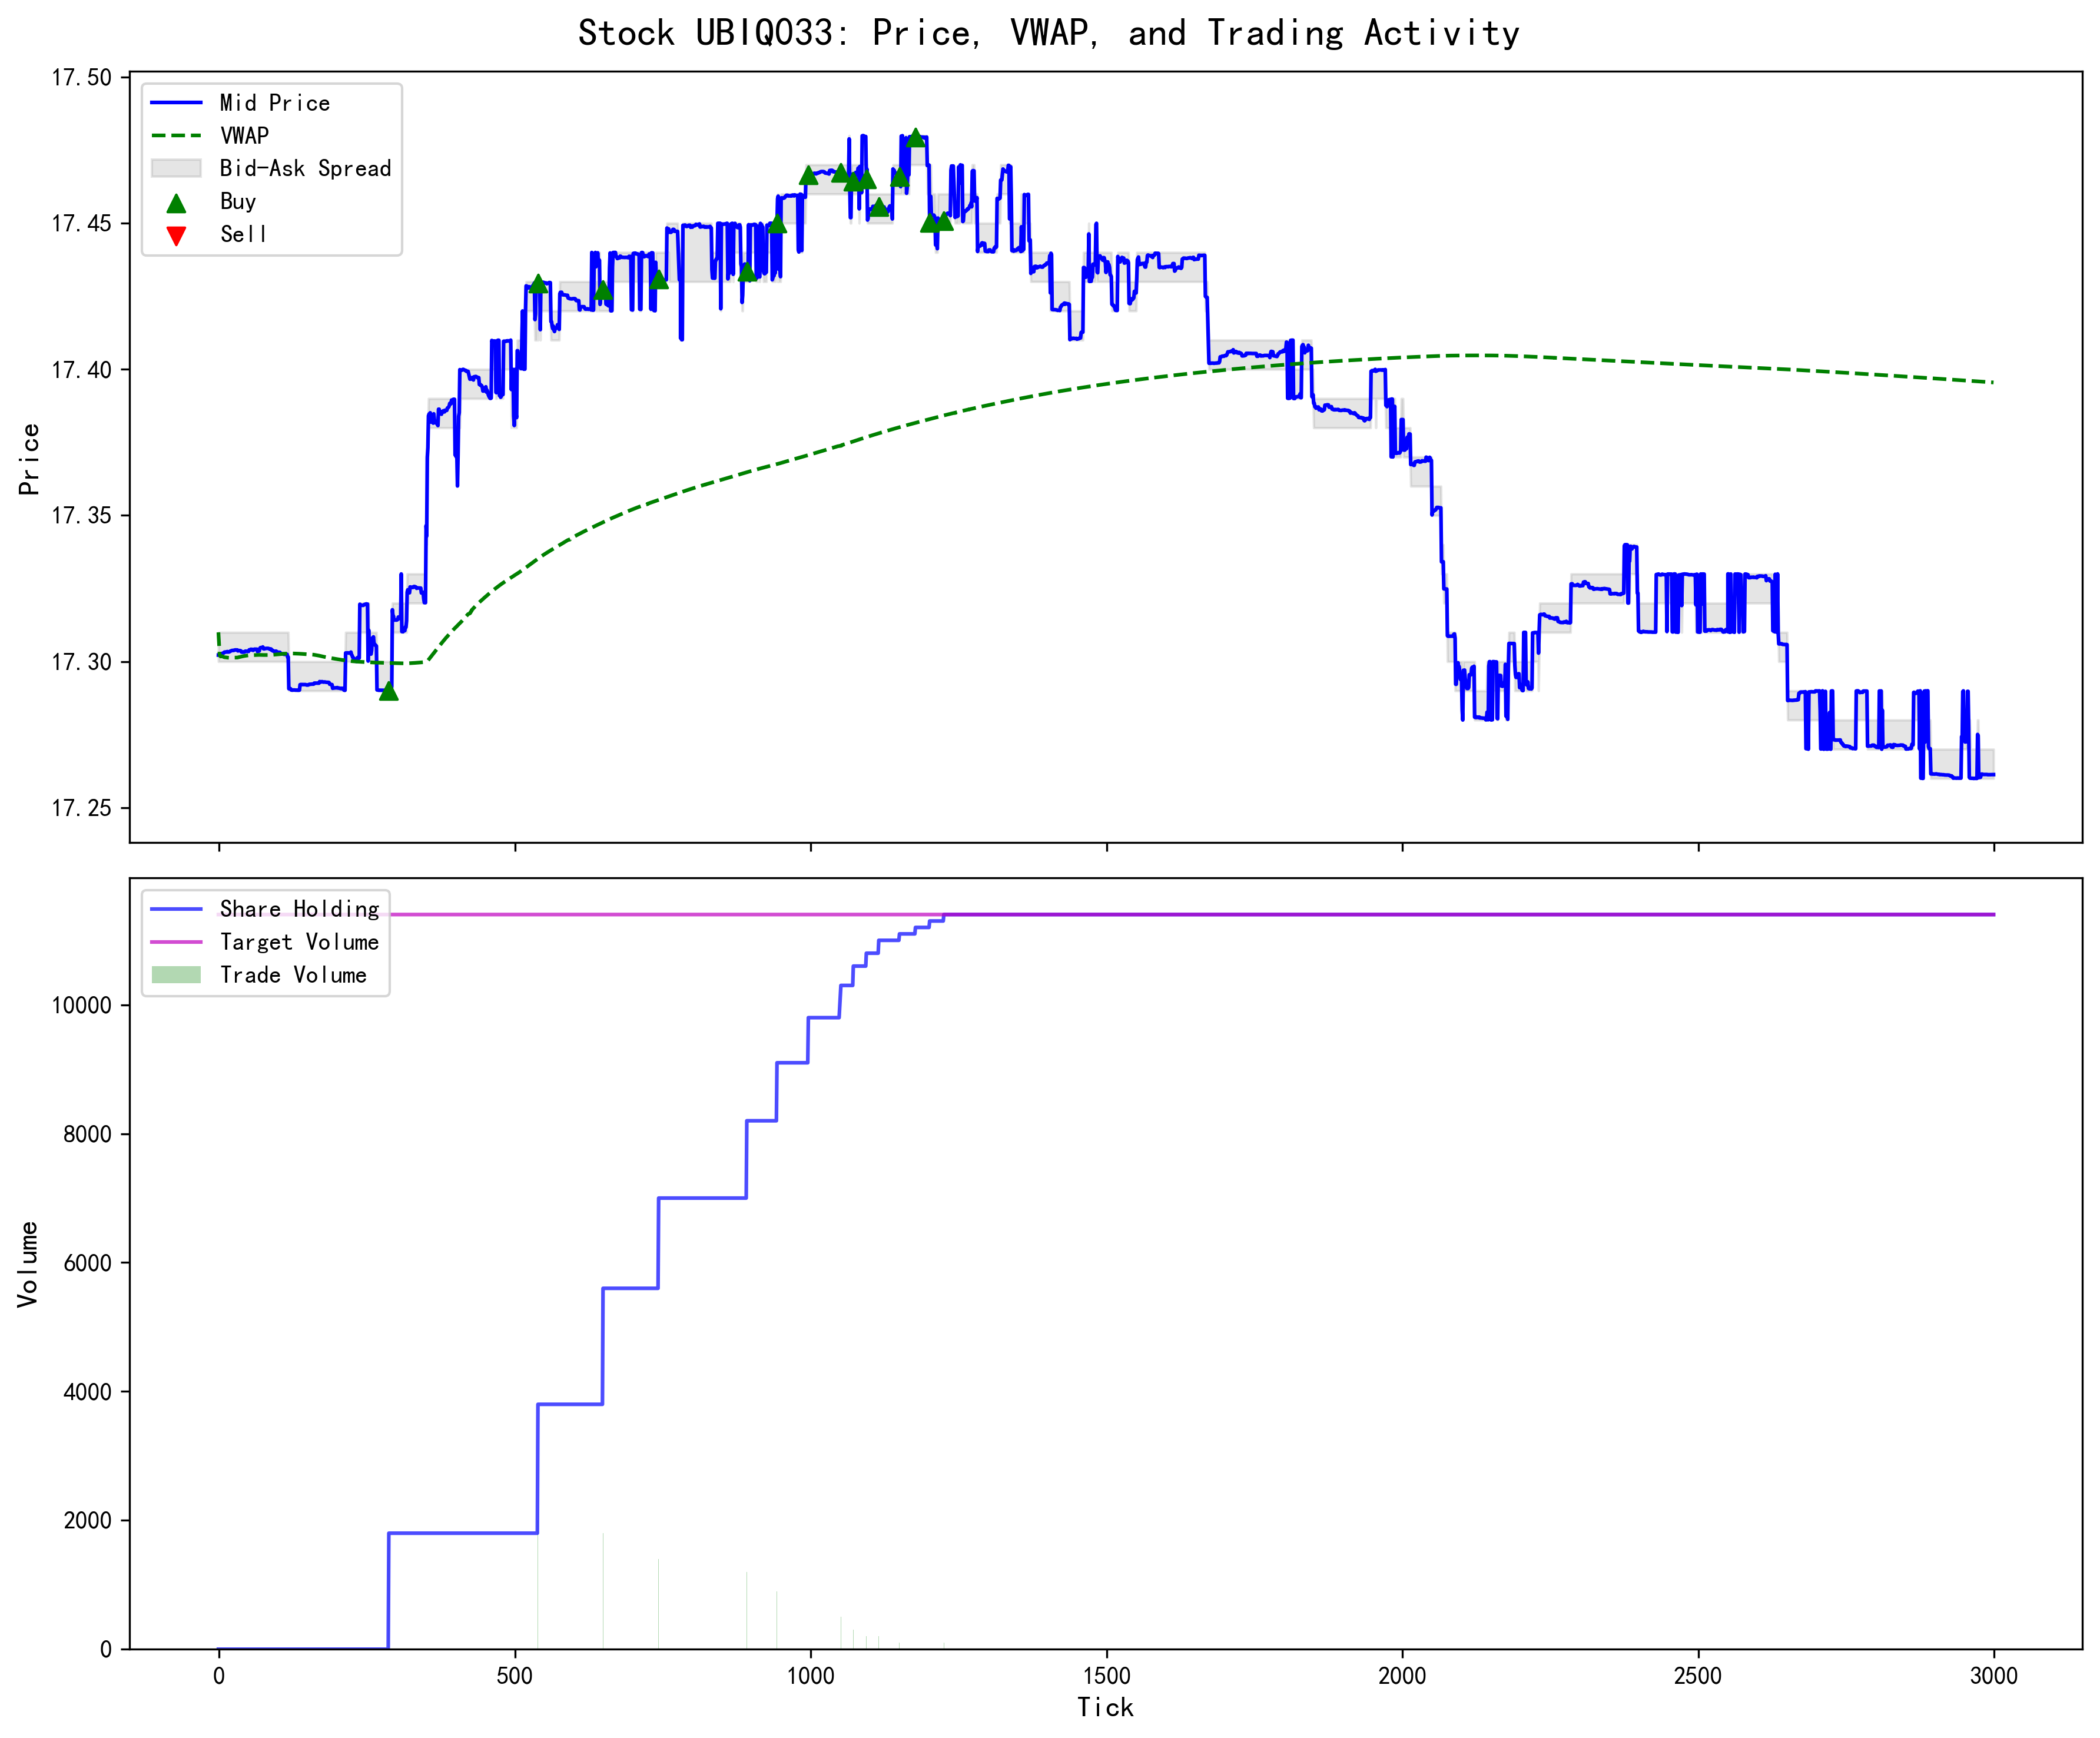 Stock UBIQ033: Price, VWAP, and Trading Activity
17.50
17.45
17.40
17.35
17.30
17.25
Price
Mid Price
VWAP
Bid-Ask Spread
Buy
Sell
10000
8000
6000
4000
2000
0
Volume
Share Holding
Target Volume
Trade Volume
0
500
1000
1500
2000
2500
3000
Tick